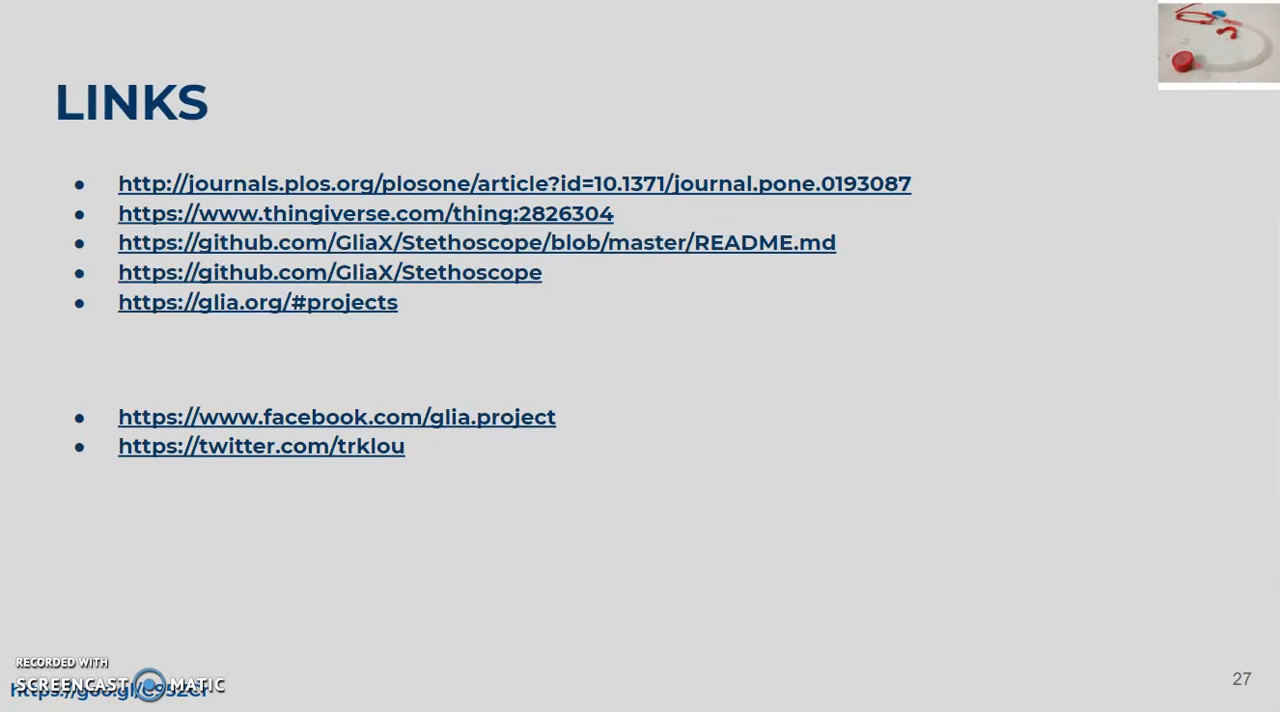 LINKS
http://journals.plos.org/plosone/article?id=10.1371/journal.pone.0193087
https://www.thingiverse.com/thing:2826304
https://github.com/GliaX/Stethoscope/blob/master/README.md
https://github.com/GliaX/Stethoscope
https://glia.org/#projects
https://www.facebook.com/glia.project
https://twitter.com/trklou
RECORDED WITH
SCREENCAST MATIC
27